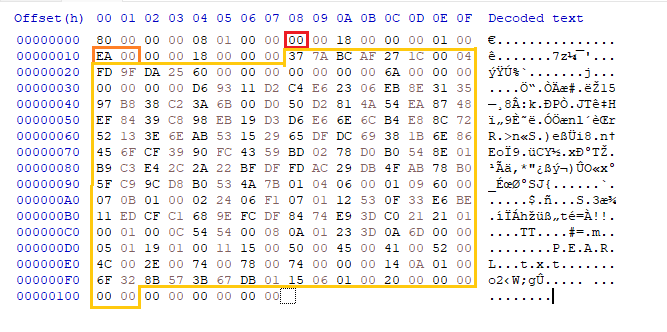 Offset(h) 00 01 02 03 04 05 06 07 08 09 0A 0B 0C 0D 0E 0F Decoded text
00000000 80 00 00 00 08 01 00 00 00 00 18 00 00 00 01 00 €...............
00000010 EA 00 00 00 18 00 00 00 37 7A BC AF 27 1C 00 04 ê.......7z¼¯'...
00000020 FD 9F DA 25 60 00 00 00 00 00 00 00 6A 00 00 00 ýŸÚ%`.......j...
00000030 00 00 00 00 D6 93 11 D2 C4 E6 23 06 EB 8E 31 35 ....Ö“.ÒÄæ#.ëŽ15
00000040 97 B8 38 C2 3A 6B 00 D0 50 D2 81 4A 54 EA 87 48 —¸8Â:k.ÐPÒ.JTê‡H
00000050 EF 84 39 C8 98 EB 19 D3 D6 E6 6E 6C B4 E8 8C 72 ï„9È˜ë.ÓÖænl´èŒr
00000060 52 13 3E 6E AB 53 15 29 65 DF DC 69 38 1B 6E 86 R.>n«S.)eßÜi8.n†
00000070 45 6F CF 39 90 FC 43 59 BD 02 78 D0 B0 54 8E 01 EoÏ9.üCY½.xÐ°TŽ.
00000080 B9 C3 E4 2C 2A 22 BF DF FD AC 29 DB 4F AB 78 B0 ¹Ãä,*"¿ßý¬)ÛO«x°
00000090 5F C9 9C D8 B0 53 4A 7B 01 04 06 00 01 09 60 00 _ÉœØ°SJ{......`.
000000A0 07 0B 01 00 02 24 06 F1 07 01 12 53 0F 33 E6 BE .....$.ñ...S.3æ¾
000000B0 11 ED CF C1 68 9E FC DF 84 74 E9 3D C0 21 21 01 .íÏÁhžüß„té=À!!.
000000C0 00 01 00 0C 54 54 00 08 0A 01 23 3D 0A 6D 00 00 ....TT....#=.m..
000000D0 05 01 19 01 00 11 15 00 50 00 45 00 41 00 52 00 ........P.E.A.R.
000000E0 4C 00 2E 00 74 00 78 00 74 00 00 00 14 0A 01 00 L...t.x.t.......
000000F0 6F 32 8B 57 3B 67 DB 01 15 06 01 00 20 00 00 00 o2‹W;gÛ..... ...
00000100 00 00 00 00 00 00 00 00 ........